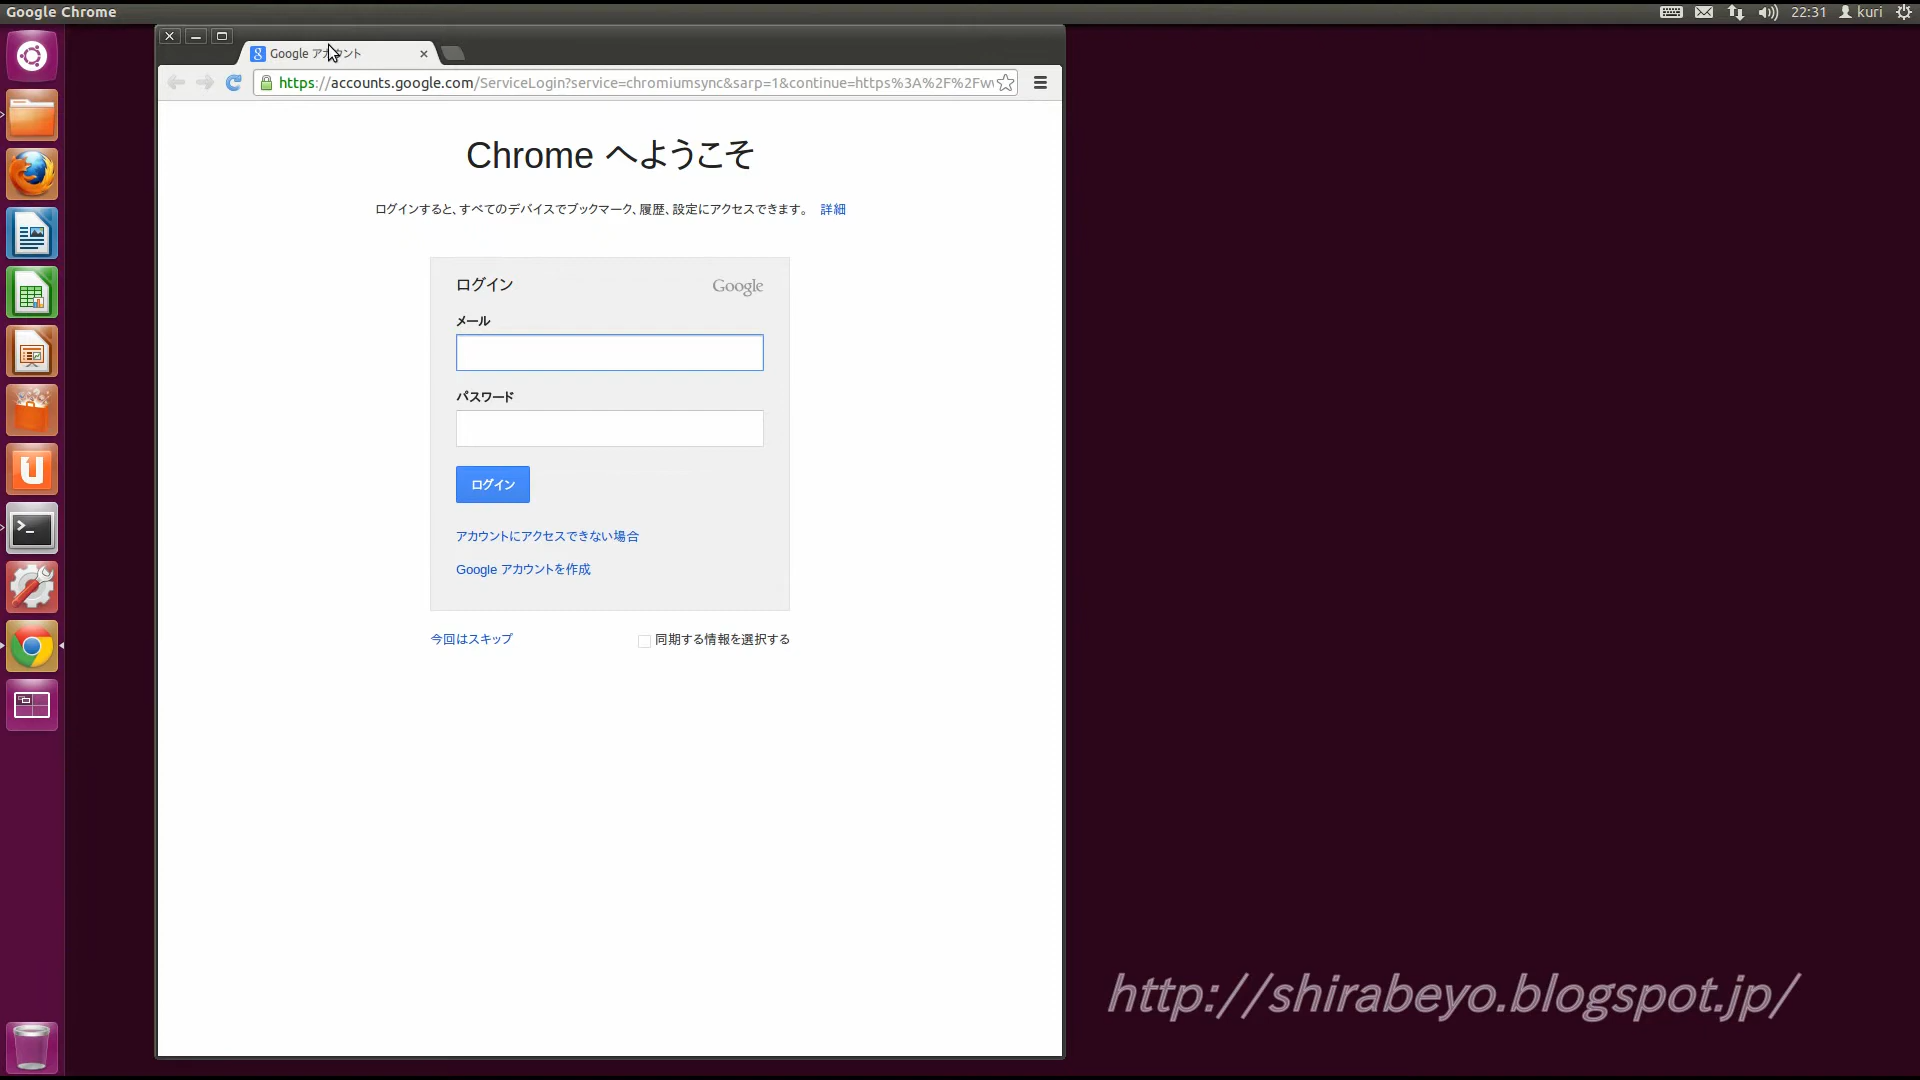 Google Chrome
22:31 kuri
Google アカウント
https://accounts.google.com/ServiceLogin?service=chromiumsync&sarp=1&continue=https%3A%2F%2Fw
Chrome へようこそ
ログインすると、すべてのデバイスでブックマーク、履歴、設定にアクセスできます。 詳細
ログイン Google
メール
パスワード
ログイン
アカウントにアクセスできない場合
Google アカウントを作成
今回はスキップ 同期する情報を選択する
http://shirabeyo.blogspot.jp/